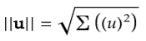 ||u|| = √Σ ((u)²)